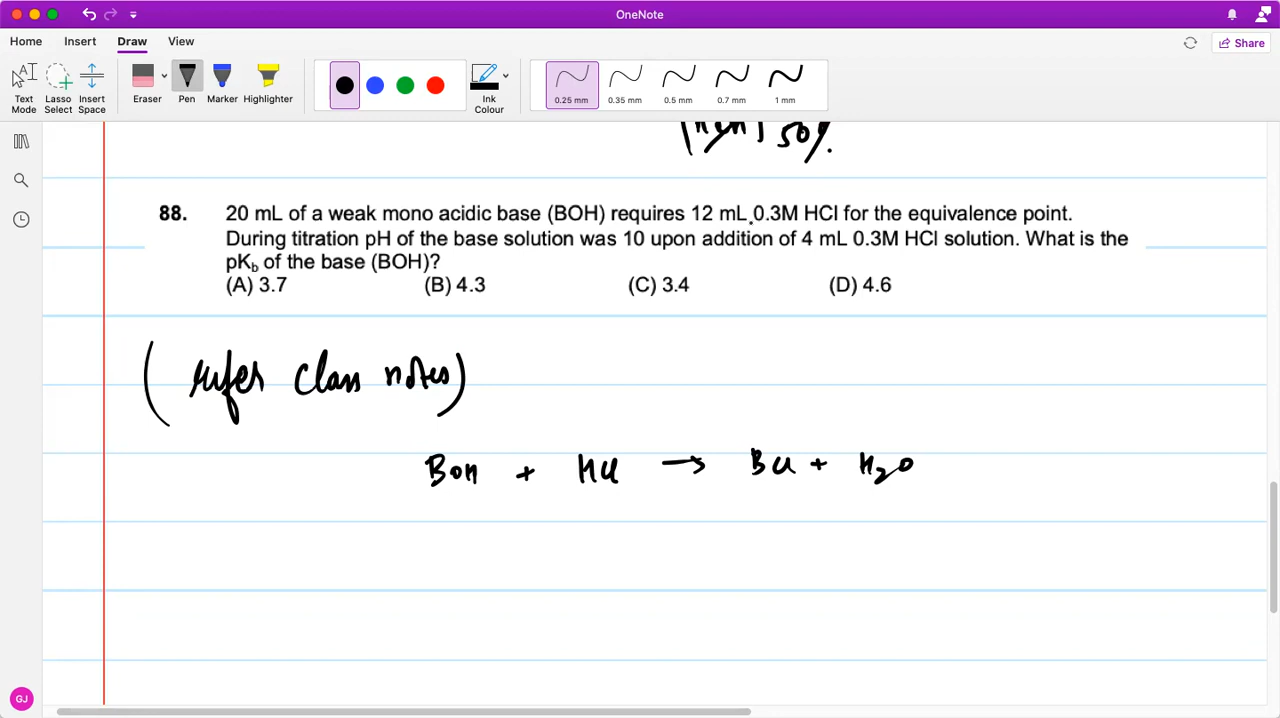 OneNote
Home Insert Draw View
Share
Text Mode
Lasso Select
Insert Space
Eraser
Pen
Marker
Highlighter
Ink Colour
0.25 mm
0.35 mm
0.5 mm
0.7 mm
1 mm
50%.
88. 20 mL of a weak mono acidic base (BOH) requires 12 mL 0.3M HCl for the equivalence point.
During titration pH of the base solution was 10 upon addition of 4 mL 0.3M HCl solution. What is the
pKb of the base (BOH)?
(A) 3.7 (B) 4.3 (C) 3.4 (D) 4.6
(refer class notes)
BOH + HCl → BCl + H2O
GJ